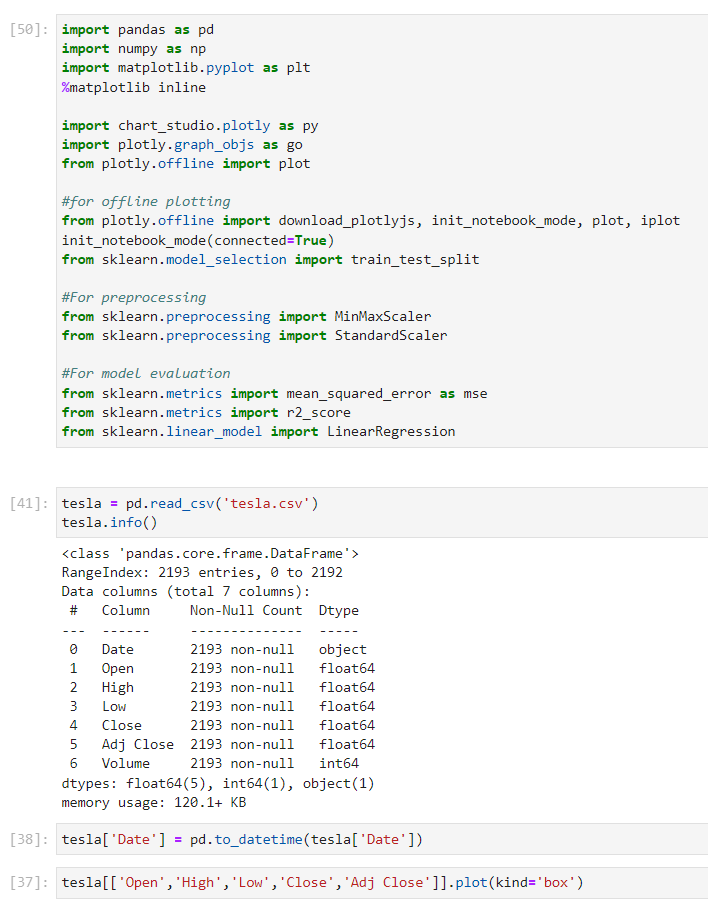 [50]: import pandas as pd
import numpy as np
import matplotlib.pyplot as plt
%matplotlib inline
import chart_studio.plotly as py
import plotly.graph_objs as go
from plotly.offline import plot
#for offline plotting
from plotly.offline import download_plotlyjs, init_notebook_mode, plot, iplot
init_notebook_mode(connected=True)
from sklearn.model_selection import train_test_split
#For preprocessing
from sklearn.preprocessing import MinMaxScaler
from sklearn.preprocessing import StandardScaler
#For model evaluation
from sklearn.metrics import mean_squared_error as mse
from sklearn.metrics import r2_score
from sklearn.linear_model import LinearRegression
[41]: tesla = pd.read_csv('tesla.csv')
tesla.info()
<class 'pandas.core.frame.DataFrame'>
RangeIndex: 2193 entries, 0 to 2192
Data columns (total 7 columns):
 #   Column     Non-Null Count  Dtype
---  ------     --------------  -----
 0   Date       2193 non-null   object
 1   Open       2193 non-null   float64
 2   High       2193 non-null   float64
 3   Low        2193 non-null   float64
 4   Close      2193 non-null   float64
 5   Adj Close  2193 non-null   float64
 6   Volume     2193 non-null   int64
dtypes: float64(5), int64(1), object(1)
memory usage: 120.1+ KB
[38]: tesla['Date'] = pd.to_datetime(tesla['Date'])
[37]: tesla[['Open','High','Low','Close','Adj Close']].plot(kind='box')